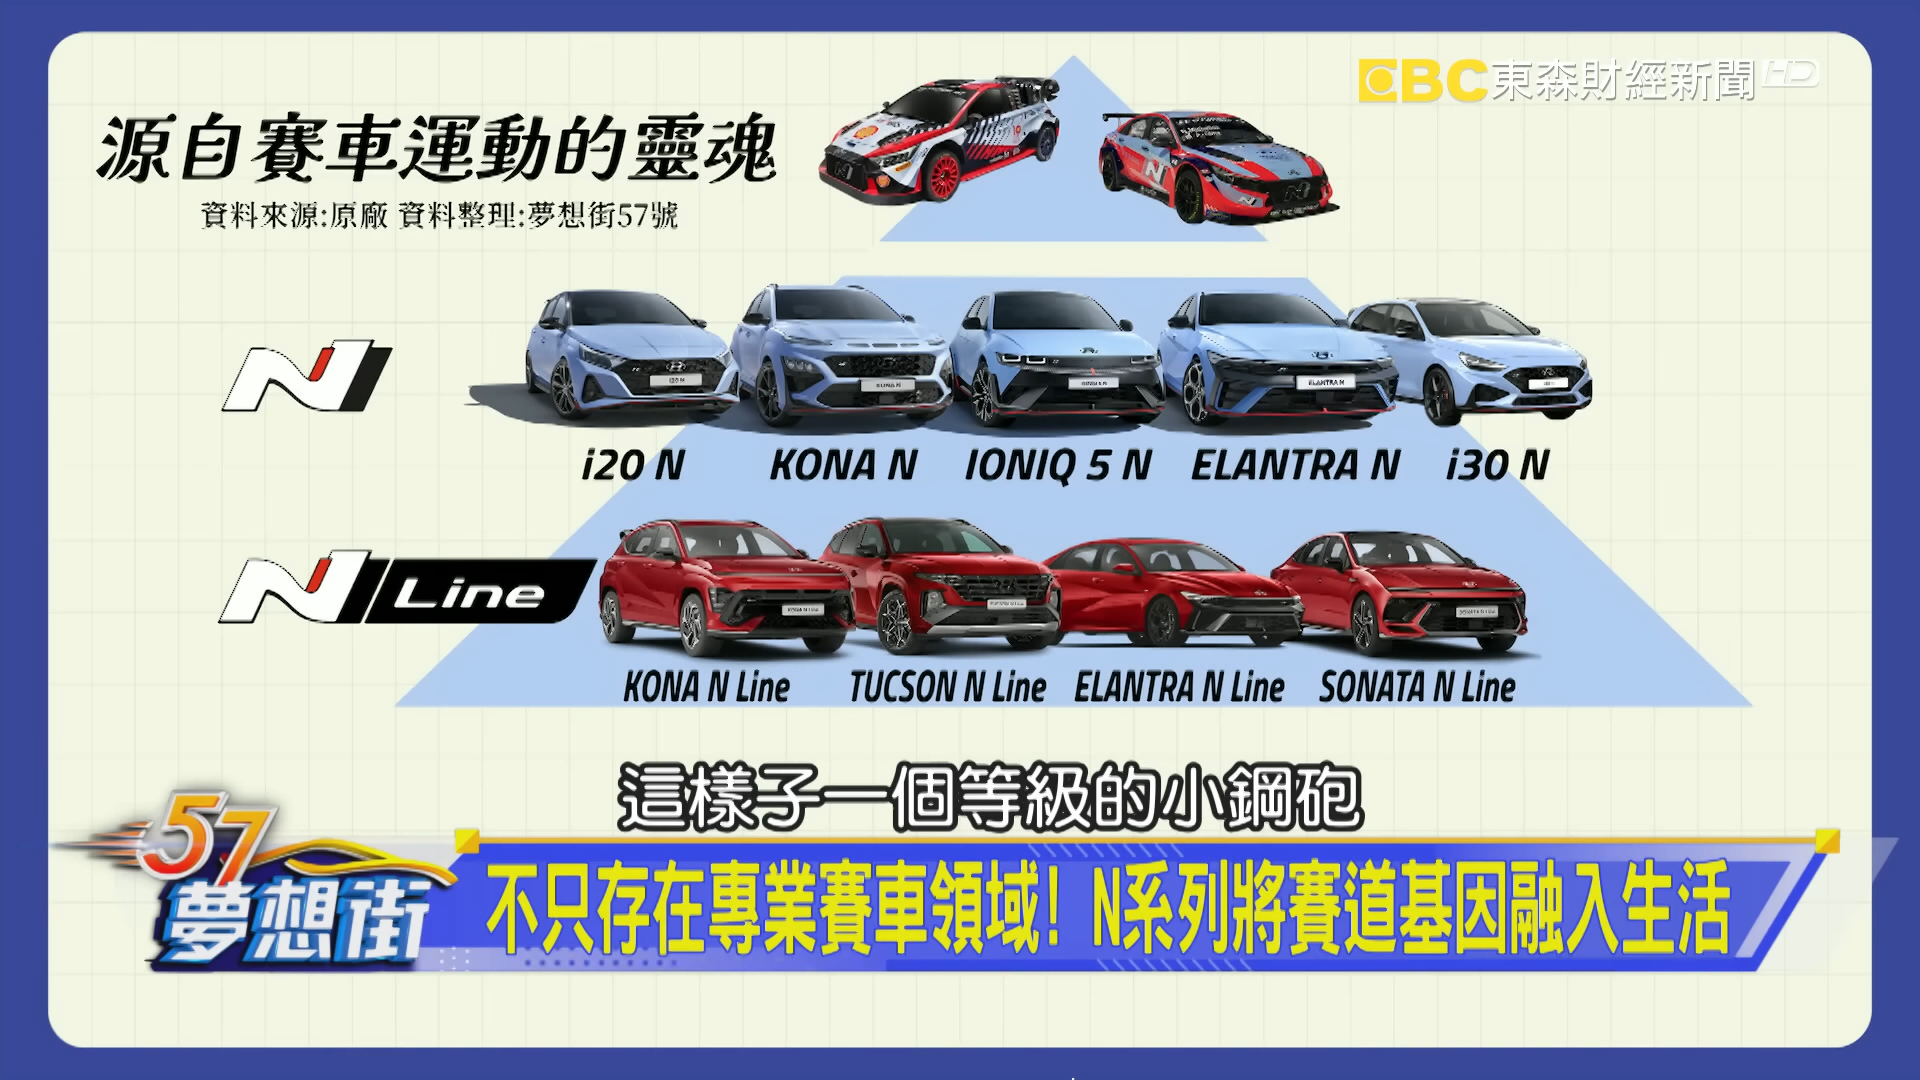 EBC東森財經新聞HD
源自賽車運動的靈魂
資料來源:原廠 資料整理:夢想街57號
N
i20 N KONA N IONIQ 5 N ELANTRA N i30 N
N Line
KONA N Line TUCSON N Line ELANTRA N Line SONATA N Line
這樣子一個等級的小鋼砲
57夢想街
不只存在專業賽車領域! N系列將賽道基因融入生活